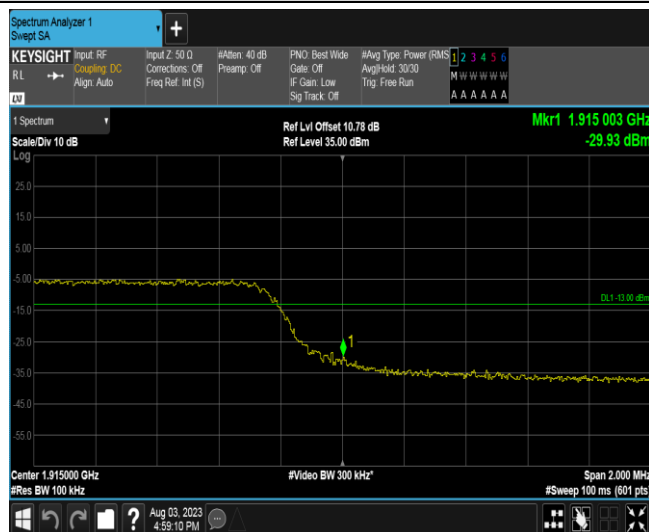 Spectrum Analyzer 1
Swept SA
KEYSIGHT
RL
LXI
Input: RF
Coupling: DC
Align: Auto
Input Z: 50 Ω
Corrections: Off
Freq Ref: Int (S)
#Atten: 40 dB
Preamp: Off
PNO: Best Wide
Gate: Off
IF Gain: Low
Sig Track: Off
#Avg Type: Power (RMS
Avg|Hold: 30/30
Trig: Free Run
1 2 3 4 5 6
M W W W W W
A A A A A A
1 Spectrum
Scale/Div 10 dB
Ref Lvl Offset 10.78 dB
Ref Level 35.00 dBm
Mkr1 1.915 003 GHz
-29.93 dBm
Log
25.0
15.0
5.00
-5.00
DL1 -13.00 dBm
-15.0
-25.0
1
-35.0
-45.0
-55.0
Center 1.915000 GHz
#Video BW 300 kHz*
Span 2.000 MHz
#Res BW 100 kHz
#Sweep 100 ms (601 pts)
?
Aug 03, 2023
4:59:10 PM